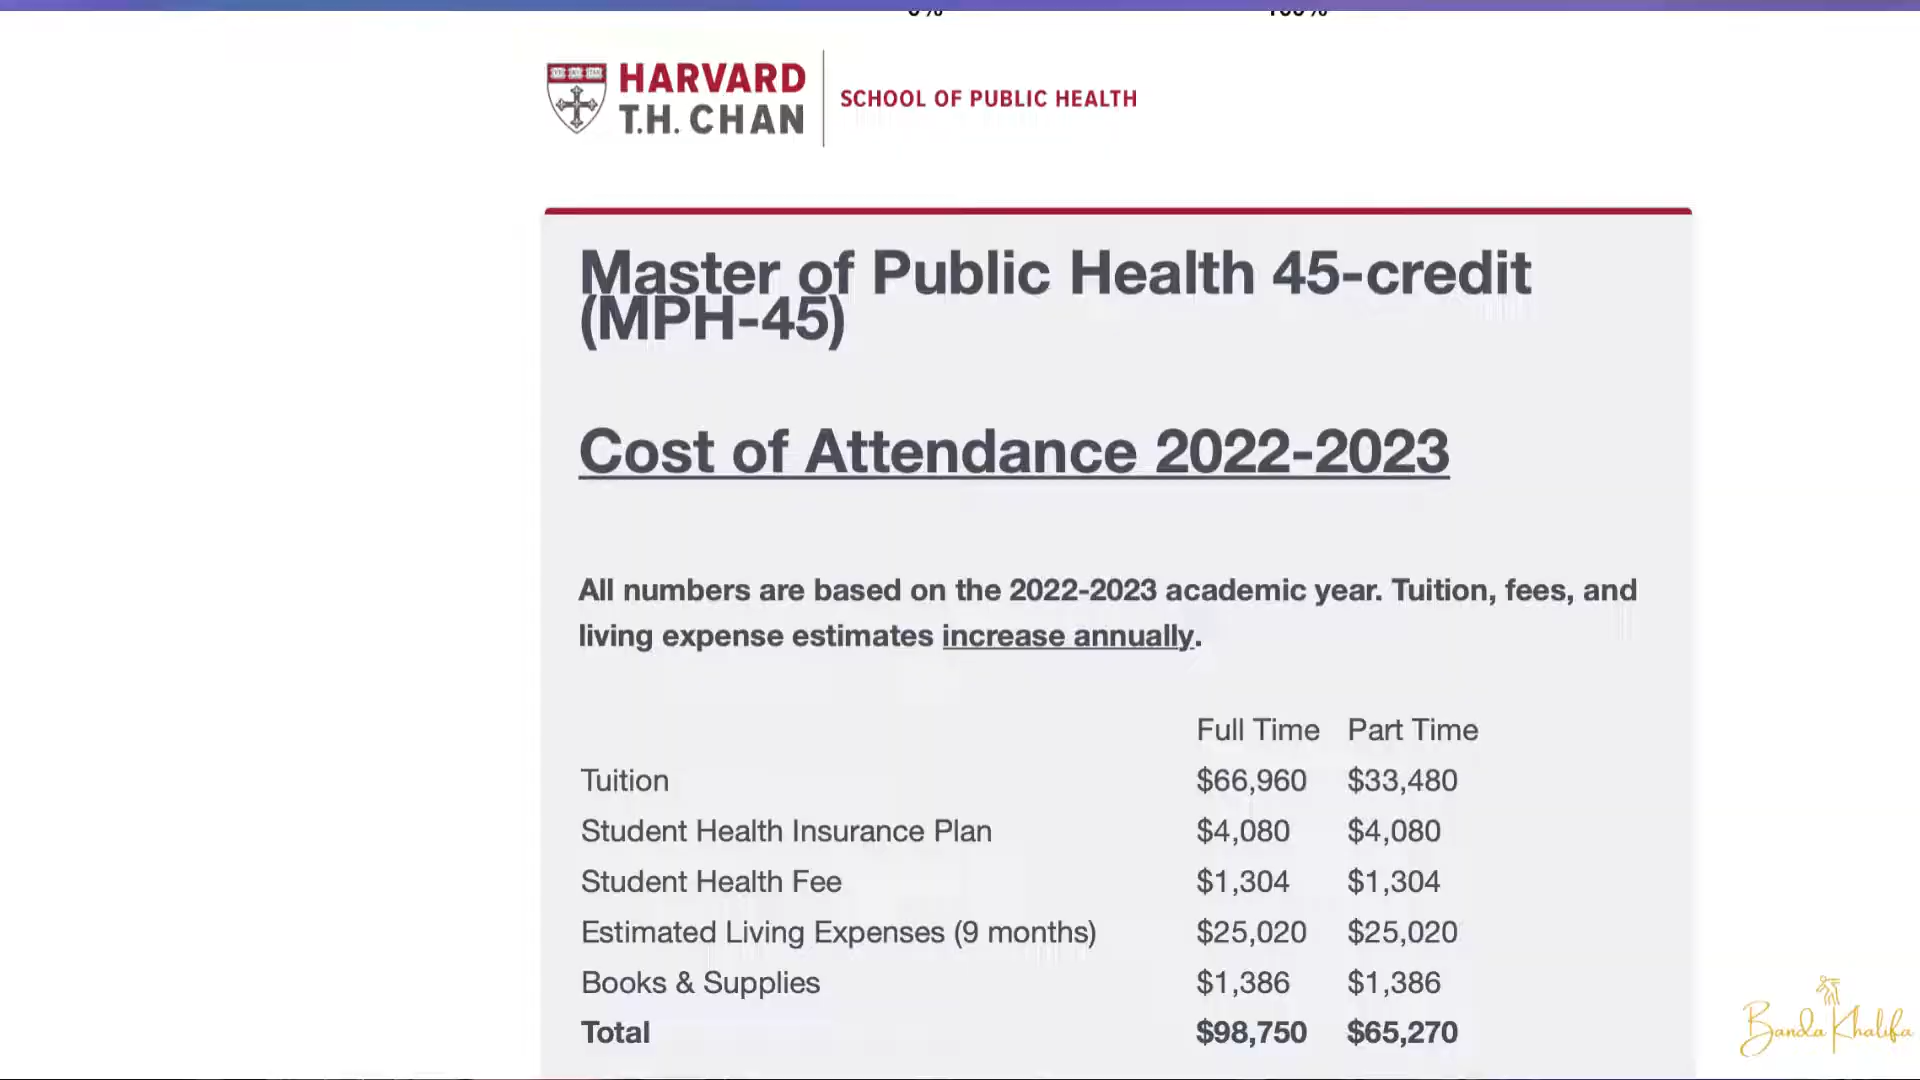 HARVARD
T.H. CHAN
SCHOOL OF PUBLIC HEALTH
Master of Public Health 45-credit
(MPH-45)
Cost of Attendance 2022-2023
All numbers are based on the 2022-2023 academic year. Tuition, fees, and
living expense estimates increase annually.
Full Time Part Time
Tuition $66,960 $33,480
Student Health Insurance Plan $4,080 $4,080
Student Health Fee $1,304 $1,304
Estimated Living Expenses (9 months) $25,020 $25,020
Books & Supplies $1,386 $1,386
Total $98,750 $65,270
Banda Khalifa